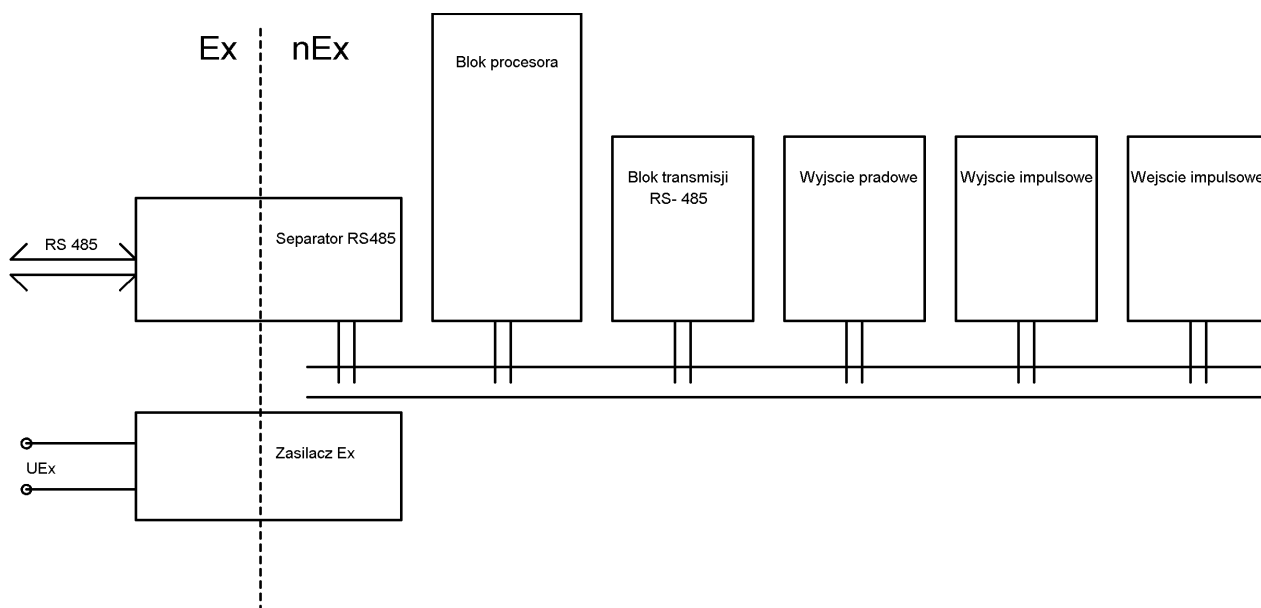 Ex
nEx
Blok procesora
Blok transmisji
RS- 485
Wyjscie pradowe
Wyjscie impulsowe
Wejscie impulsowe
RS 485
Separator RS485
UEx
Zasilacz Ex